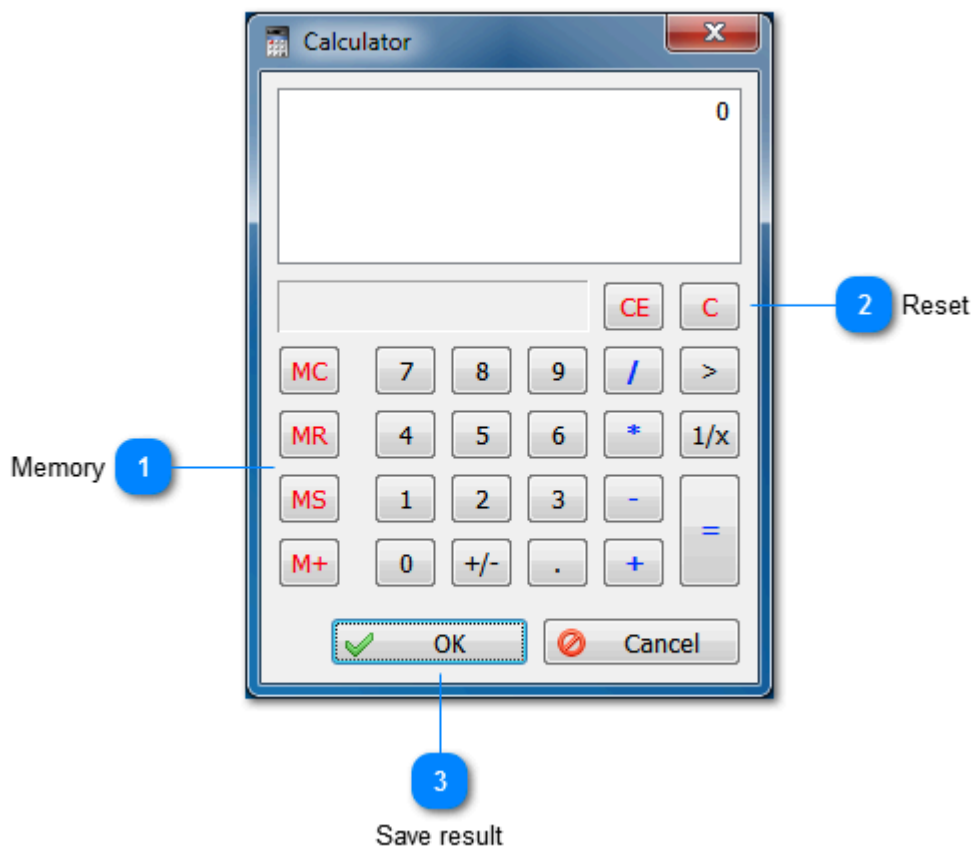 Calculator
0
CE C
2 Reset
MC 7 8 9 / >
MR 4 5 6 * 1/x
Memory 1
MS 1 2 3 - =
M+ 0 +/- . +
OK Cancel
3
Save result